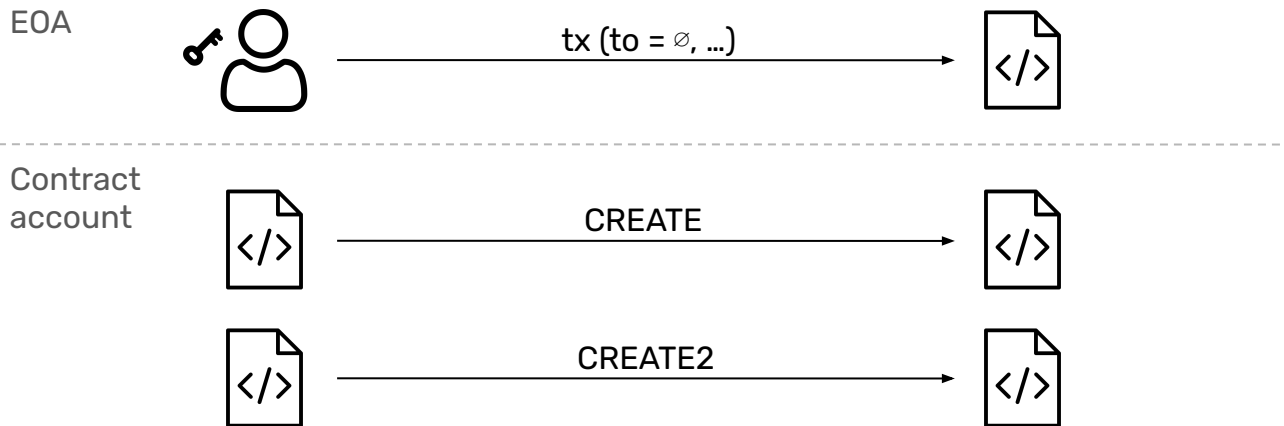 EOA
tx (to = ∅, …)
</>
Contract
account
</>
CREATE
</>
</>
CREATE2
</>